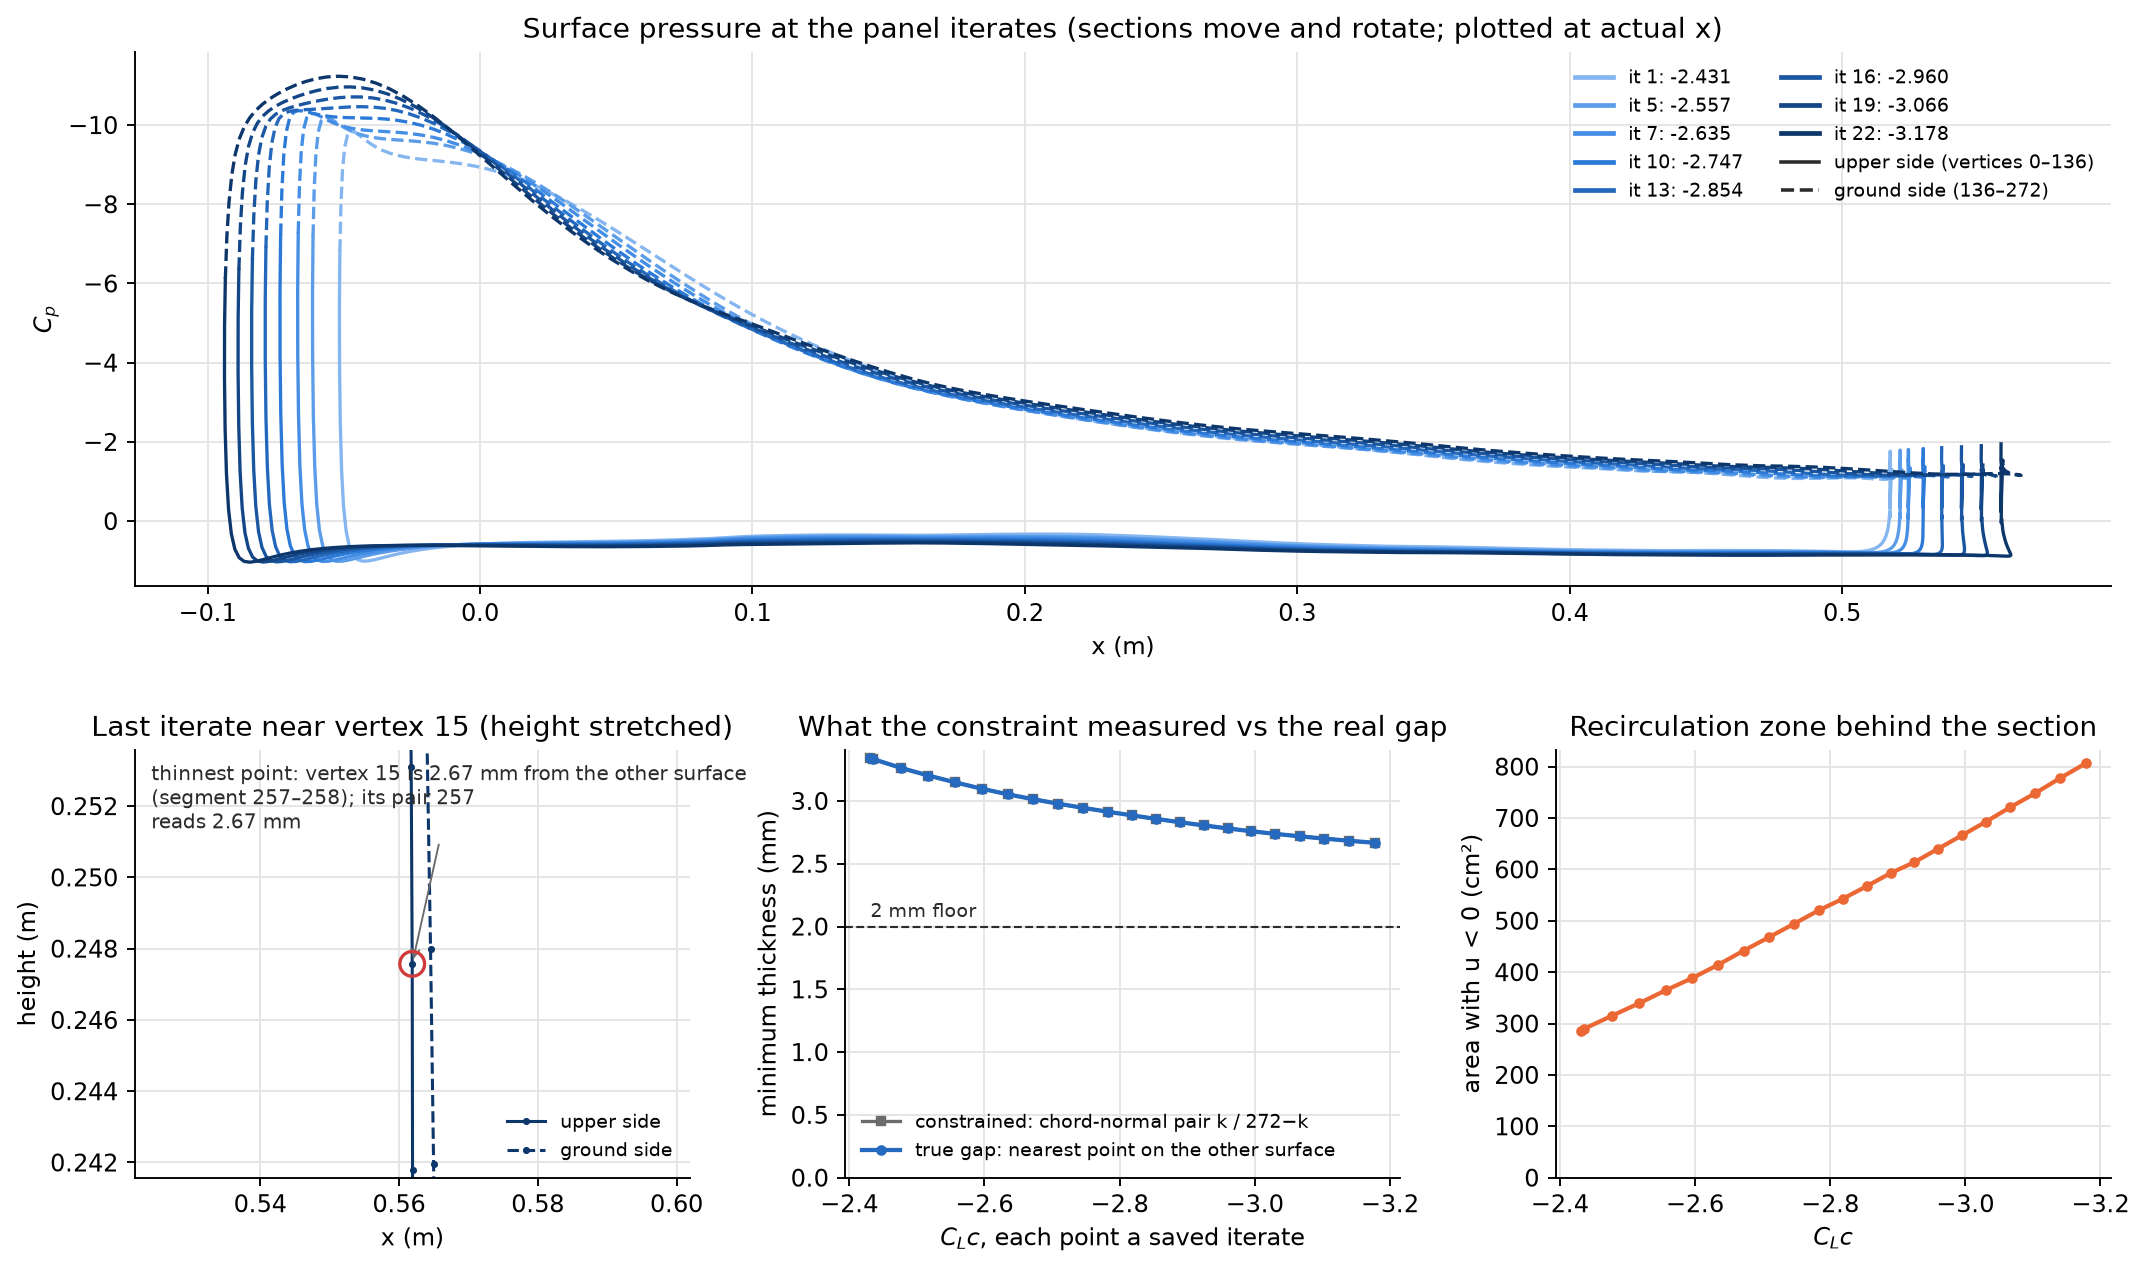 Surface pressure at the panel iterates (sections move and rotate; plotted at actual x)
it 1: -2.431
it 5: -2.557
it 7: -2.635
it 10: -2.747
it 13: -2.854
it 16: -2.960
it 19: -3.066
it 22: -3.178
upper side (vertices 0–136)
ground side (136–272)
−10
−8
−6
−4
−2
0
C_p
−0.1
0.0
0.1
0.2
0.3
0.4
0.5
x (m)
Last iterate near vertex 15 (height stretched)
thinnest point: vertex 15 is 2.67 mm from the other surface
(segment 257–258); its pair 257
reads 2.67 mm
0.252
0.250
0.248
0.246
0.244
0.242
height (m)
upper side
ground side
0.54
0.56
0.58
0.60
x (m)
What the constraint measured vs the real gap
3.0
2.5
2.0
1.5
1.0
0.5
0.0
minimum thickness (mm)
2 mm floor
constrained: chord-normal pair k / 272−k
true gap: nearest point on the other surface
−2.4
−2.6
−2.8
−3.0
−3.2
C_Lc, each point a saved iterate
Recirculation zone behind the section
800
700
600
500
400
300
200
100
0
area with u < 0 (cm²)
−2.4
−2.6
−2.8
−3.0
−3.2
C_Lc